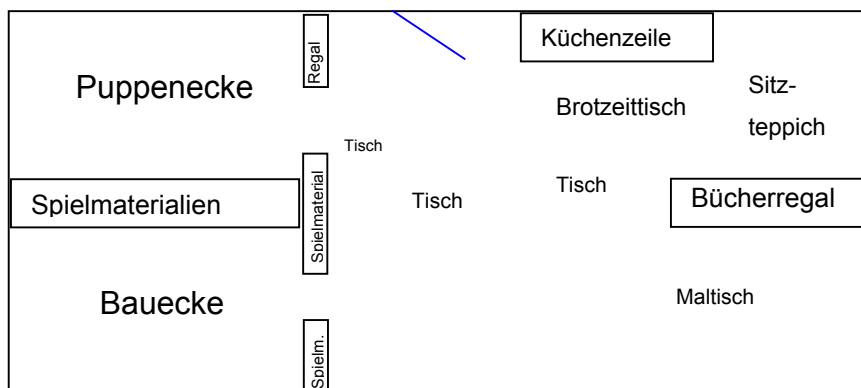 Puppenecke
Regal
Küchenzeile
Brotzeittisch
Sitz-
teppich
Tisch
Spielmaterialien
Spielmaterial
Tisch
Tisch
Bücherregal
Bauecke
Spielm.
Maltisch